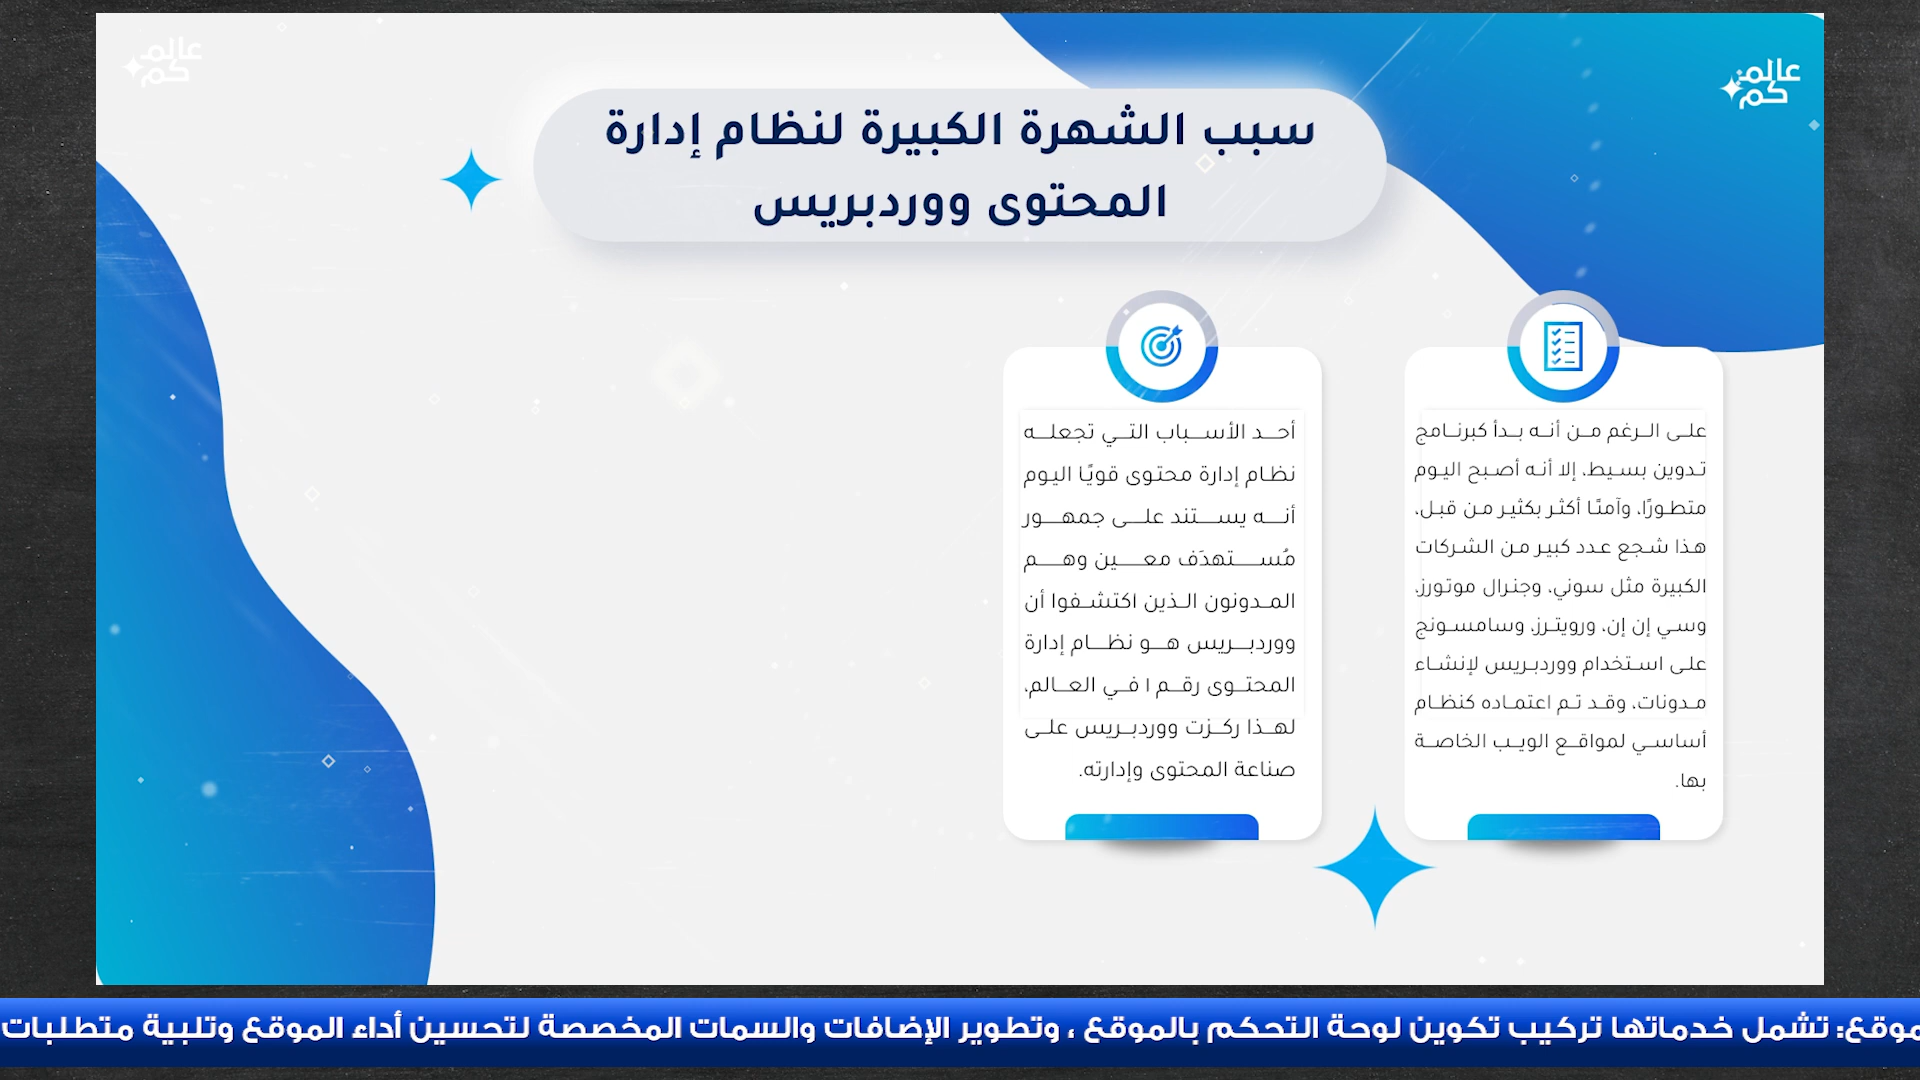 عالم
كم
عالم
كم
سبب الشهرة الكبيرة لنظام إدارة
المحتوى ووردبريس
على الرغم من أنه بدأ كبرنامج
تدوين بسيط، إلا أنه أصبح اليوم
متطورًا، وآمنًا أكثر بكثير من قبل،
هذا شجع عدد كبير من الشركات
الكبيرة مثل سوني، وجنرال موتورز،
وسي إن إن، ورويترز، وسامسونج
على استخدام ووردبريس لإنشاء
مدونات، وقد تم اعتماده كنظام
أساسي لمواقع الويب الخاصة
بها.
أحد الأسباب التي تجعله
نظام إدارة محتوى قويًا اليوم
أنه يستند على جمهور
مُستهدَف معين وهم
المدونون الذين اكتشفوا أن
ووردبريس هو نظام إدارة
المحتوى رقم ١ في العالم،
لهذا ركزت ووردبريس على
صناعة المحتوى وإدارته.
موقع: تشمل خدماتها تركيب تكوين لوحة التحكم بالموقع ، وتطوير الإضافات والسمات المخصصة لتحسين أداء الموقع وتلبية متطلبات